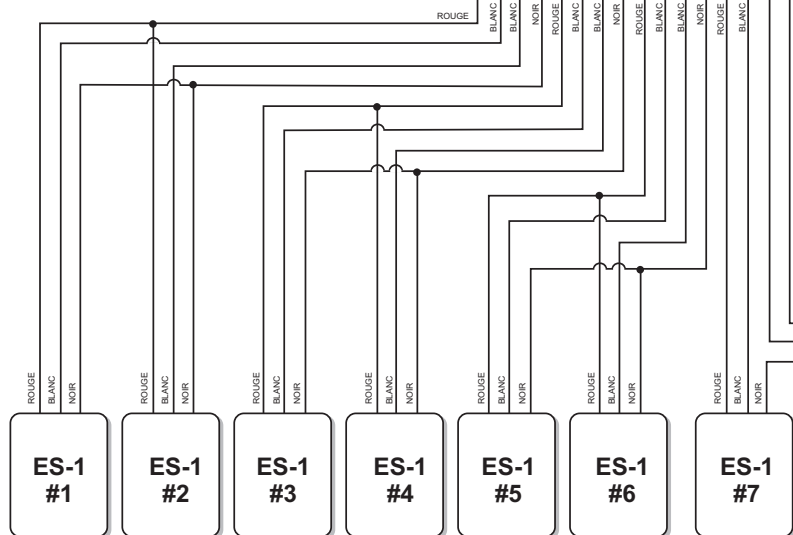 ROUGE
BLANC
BLANC
NOIR
ROUGE
BLANC
BLANC
NOIR
ROUGE
BLANC
BLANC
NOIR
ROUGE
BLANC
ROUGE
BLANC
NOIR
ROUGE
BLANC
NOIR
ROUGE
BLANC
NOIR
ROUGE
BLANC
NOIR
ROUGE
BLANC
NOIR
ROUGE
BLANC
NOIR
ROUGE
BLANC
NOIR
ES-1
#1
ES-1
#2
ES-1
#3
ES-1
#4
ES-1
#5
ES-1
#6
ES-1
#7